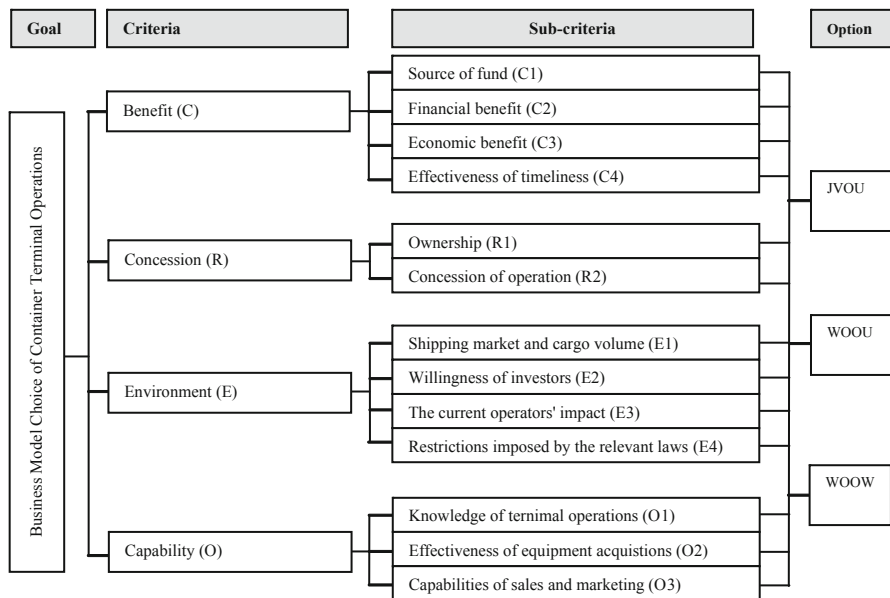 Goal
Criteria
Sub-criteria
Option
Business Model Choice of Container Terminal Operations
Benefit (C)
Source of fund (C1)
Financial benefit (C2)
Economic benefit (C3)
Effectiveness of timeliness (C4)
Concession (R)
Ownership (R1)
Concession of operation (R2)
Environment (E)
Shipping market and cargo volume (E1)
Willingness of investors (E2)
The current operators' impact (E3)
Restrictions imposed by the relevant laws (E4)
Capability (O)
Knowledge of ternimal operations (O1)
Effectiveness of equipment acquistions (O2)
Capabilities of sales and marketing (O3)
JVOU
WOOU
WOOW